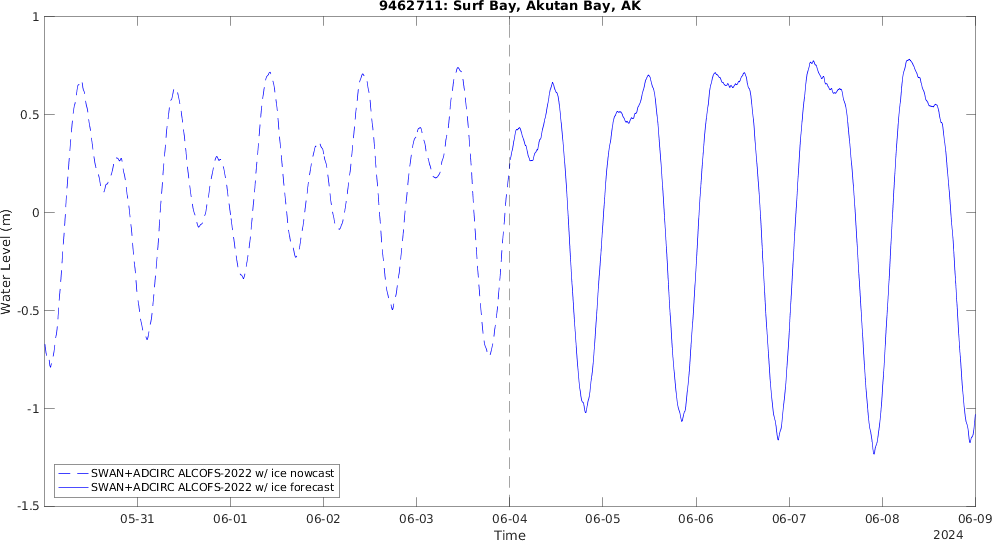 9462711: Surf Bay, Akutan Bay, AK
Water Level (m)
1
0.5
0
-0.5
-1
-1.5
SWAN+ADCIRC ALCOFS-2022 w/ ice nowcast
SWAN+ADCIRC ALCOFS-2022 w/ ice forecast
05-31 06-01 06-02 06-03 06-04 06-05 06-06 06-07 06-08 06-09
Time
2024